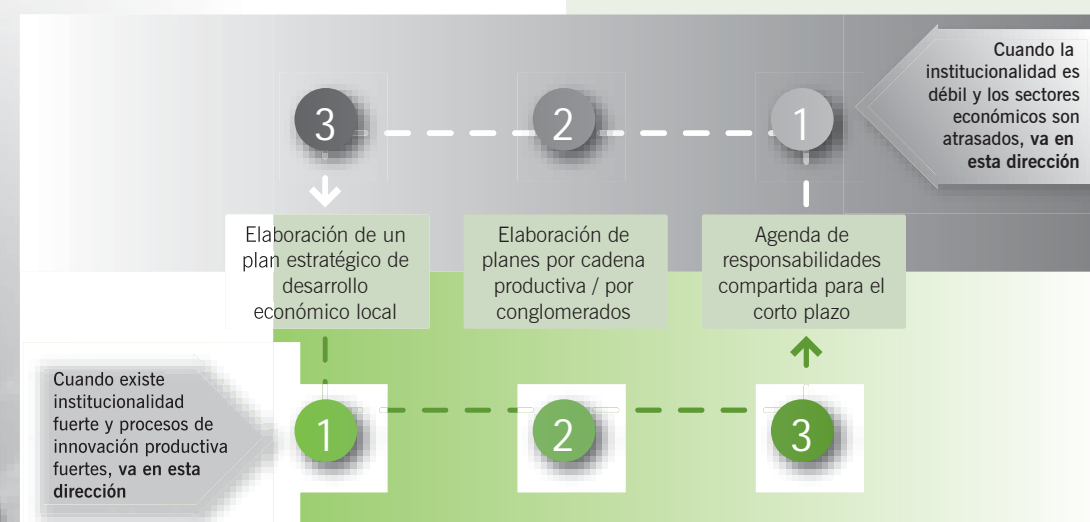 Cuando la
institucionalidad es
débil y los sectores
económicos son
atrasados, va en
esta dirección
3
2
1
Elaboración de un
plan estratégico de
desarrollo
económico local
Elaboración de
planes por cadena
productiva / por
conglomerados
Agenda de
responsabilidades
compartida para el
corto plazo
Cuando existe
institucionalidad
fuerte y procesos de
innovación productiva
fuertes, va en esta
dirección
1
2
3